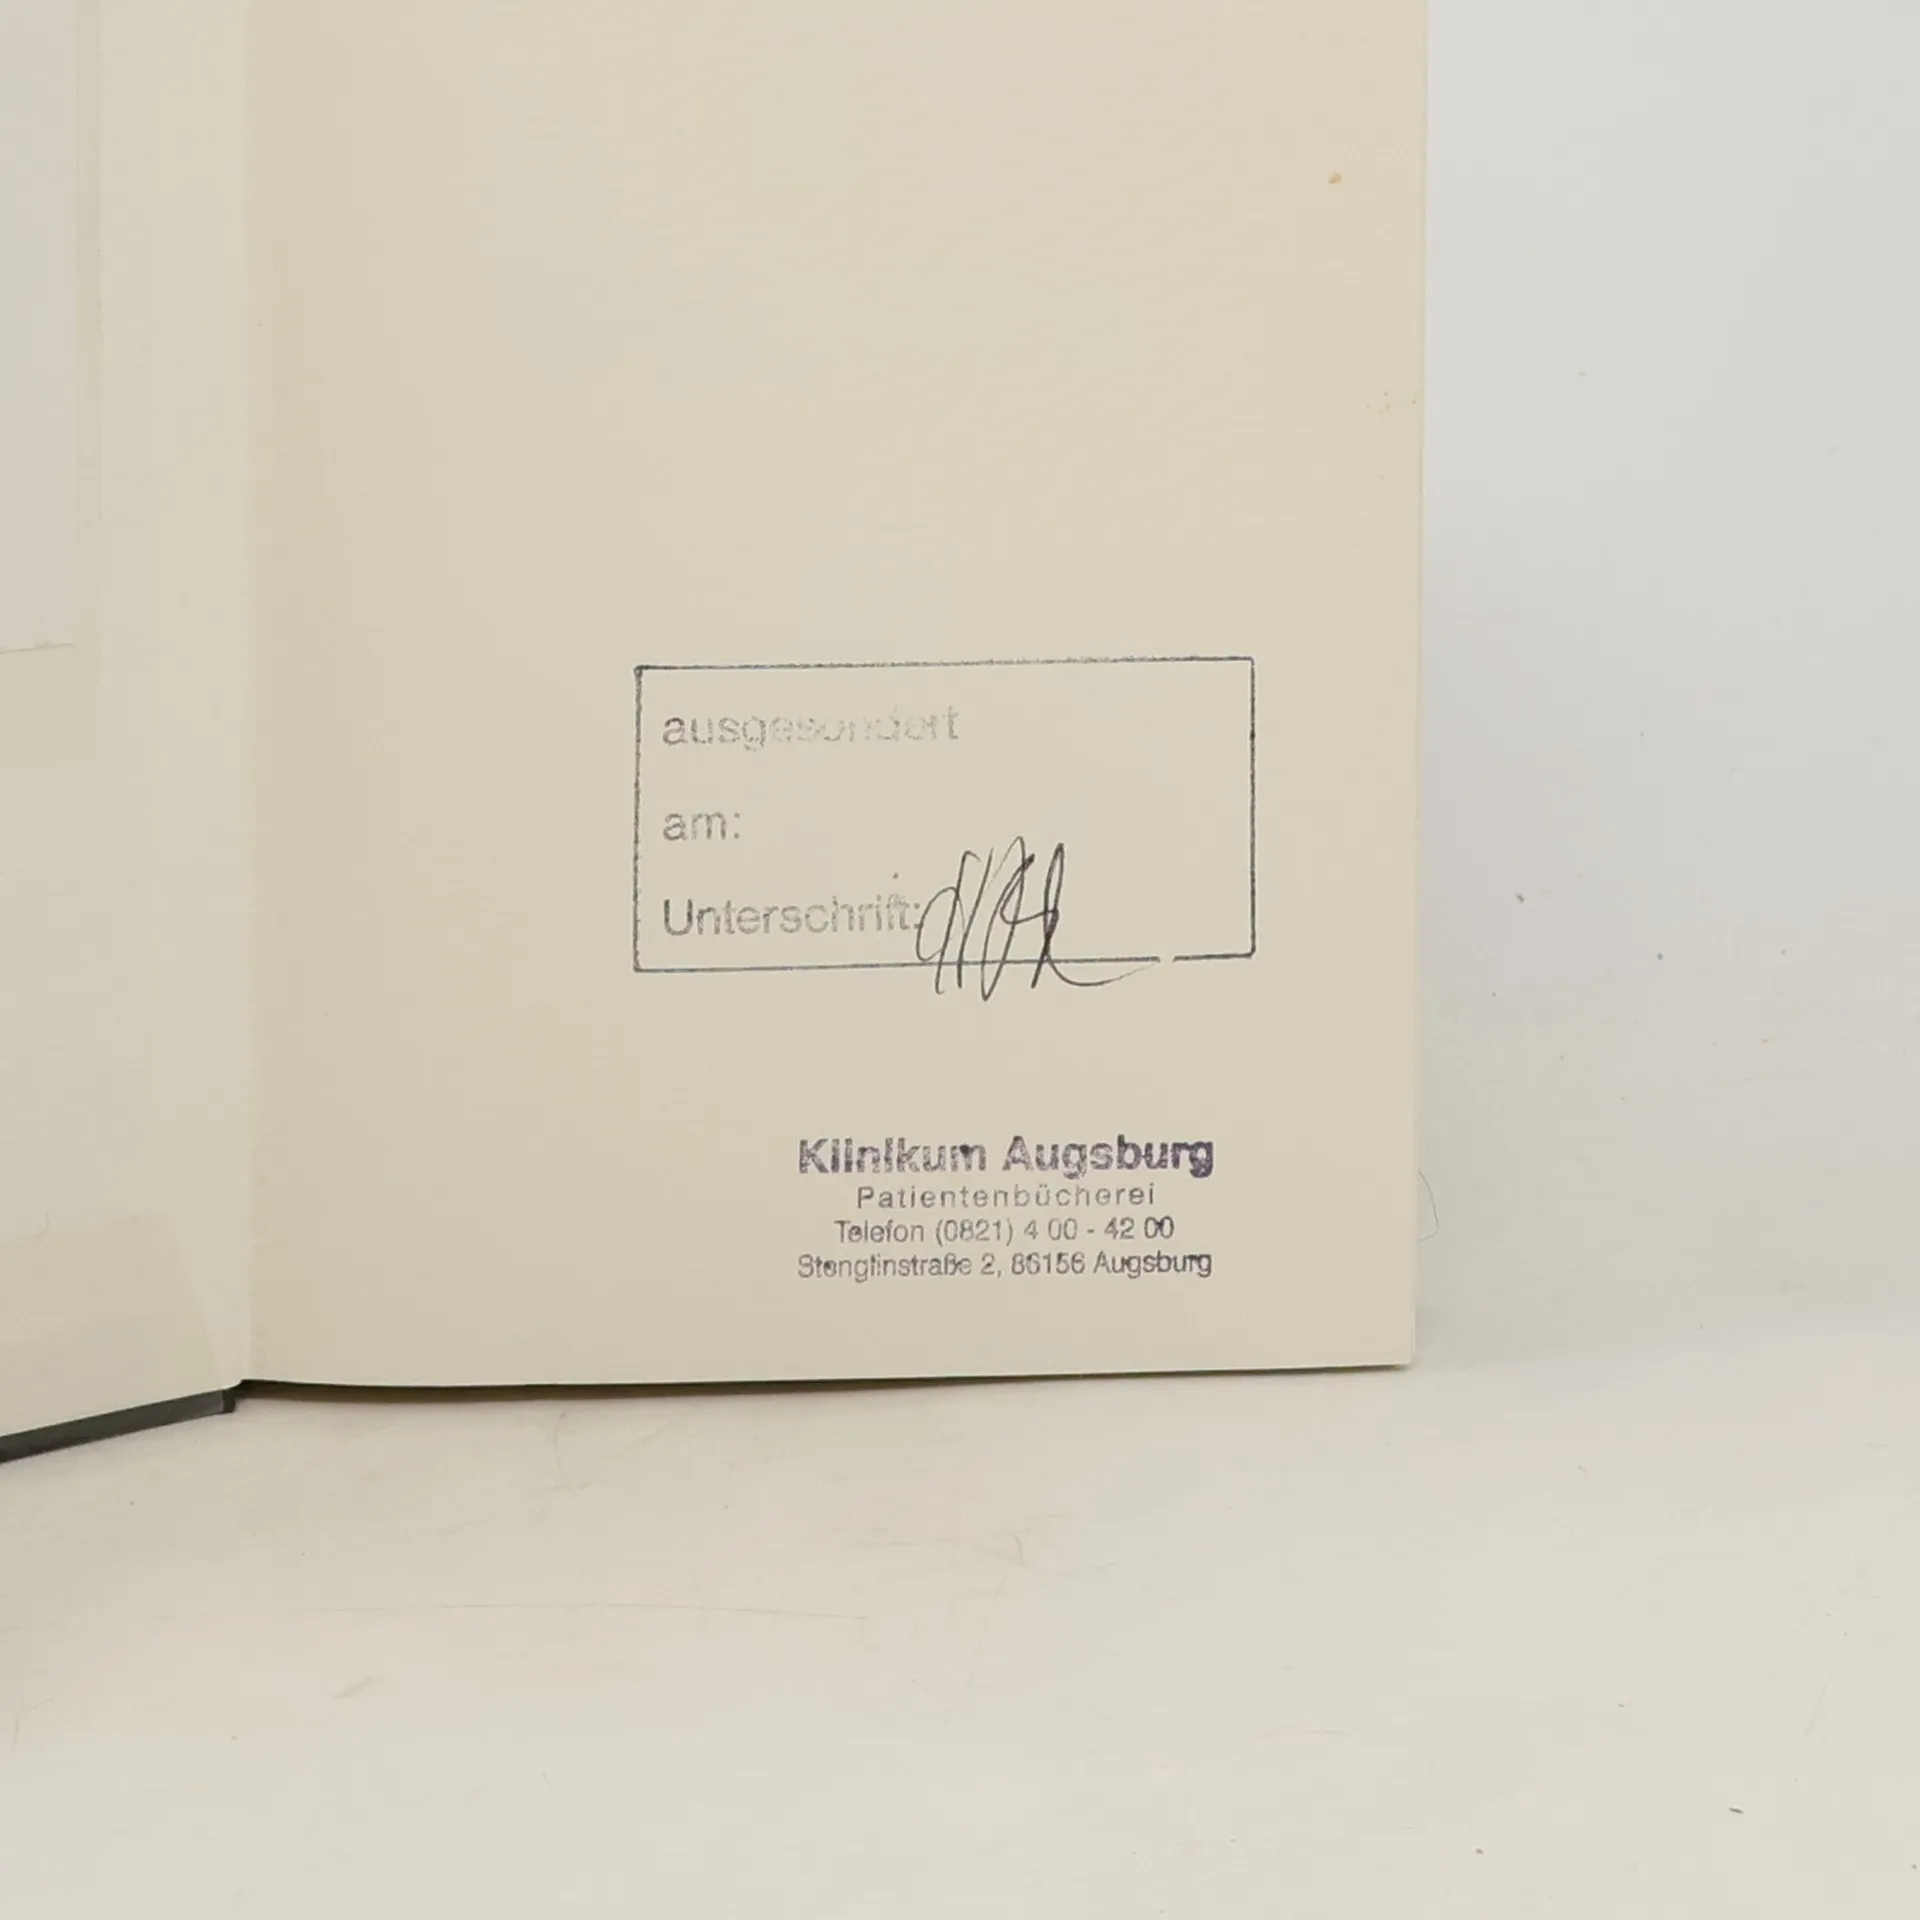 ausgesondert
am:
Unterschrift:
Klinikum Augsburg
Patientenbücherei
Telefon (0821) 4 00 - 42 00
Stenglinstraße 2, 86156 Augsburg